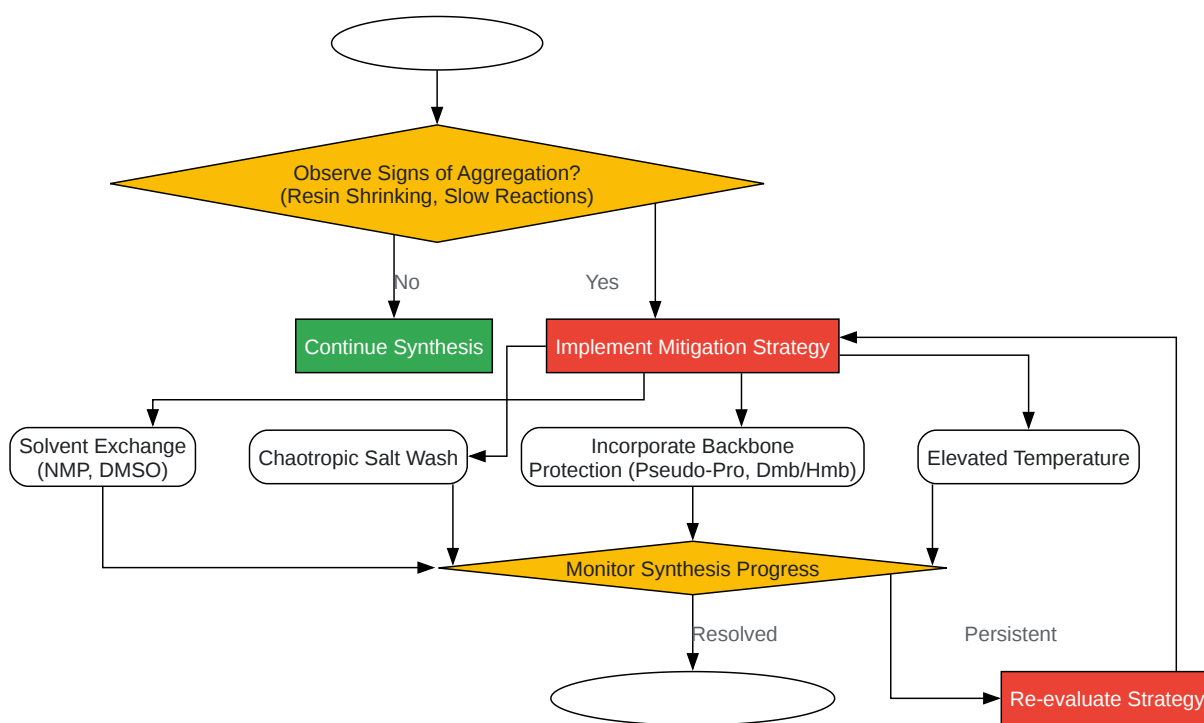 Observe Signs of Aggregation?
(Resin Shrinking, Slow Reactions)
No
Yes
Continue Synthesis
Implement Mitigation Strategy
Solvent Exchange
(NMP, DMSO)
Chaotropic Salt Wash
Incorporate Backbone
Protection (Pseudo-Pro, Dmb/Hmb)
Elevated Temperature
Monitor Synthesis Progress
Resolved
Persistent
Re-evaluate Strategy